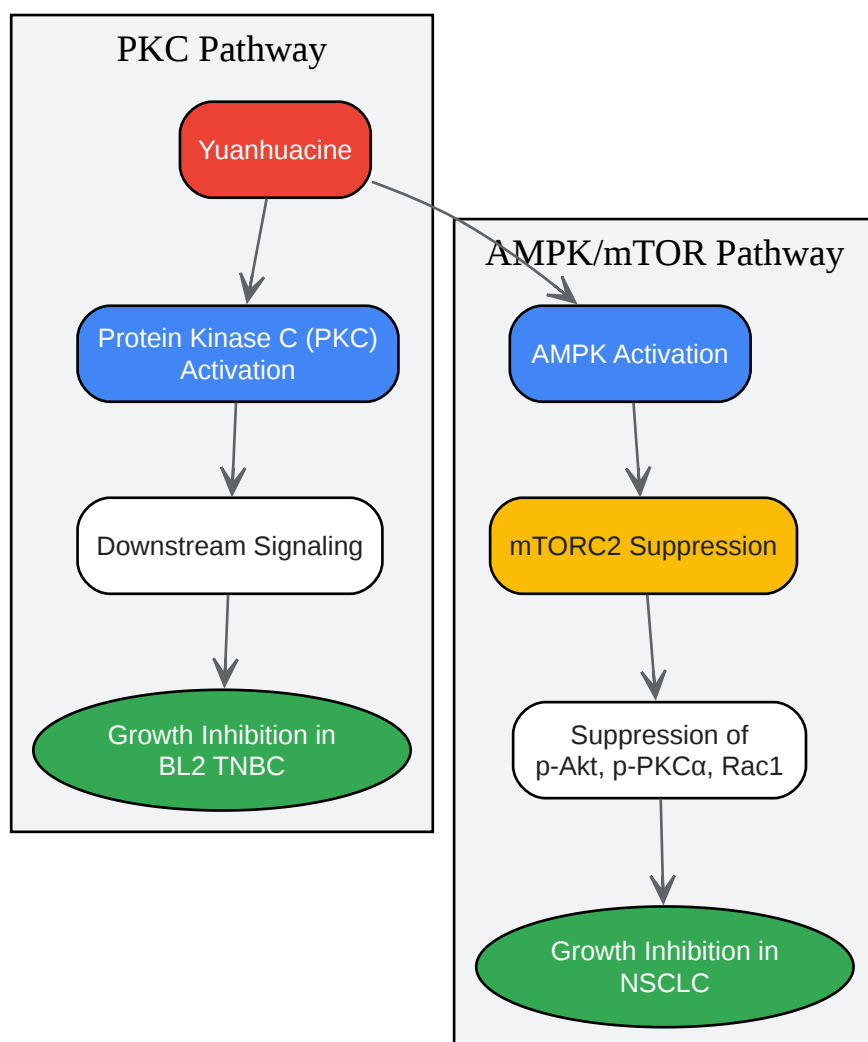 PKC Pathway
Yuanhuacine
Protein Kinase C (PKC)
Activation
Downstream Signaling
Growth Inhibition in
BL2 TNBC
AMPK/mTOR Pathway
AMPK Activation
mTORC2 Suppression
Suppression of
p-Akt, p-PKCα, Rac1
Growth Inhibition in
NSCLC